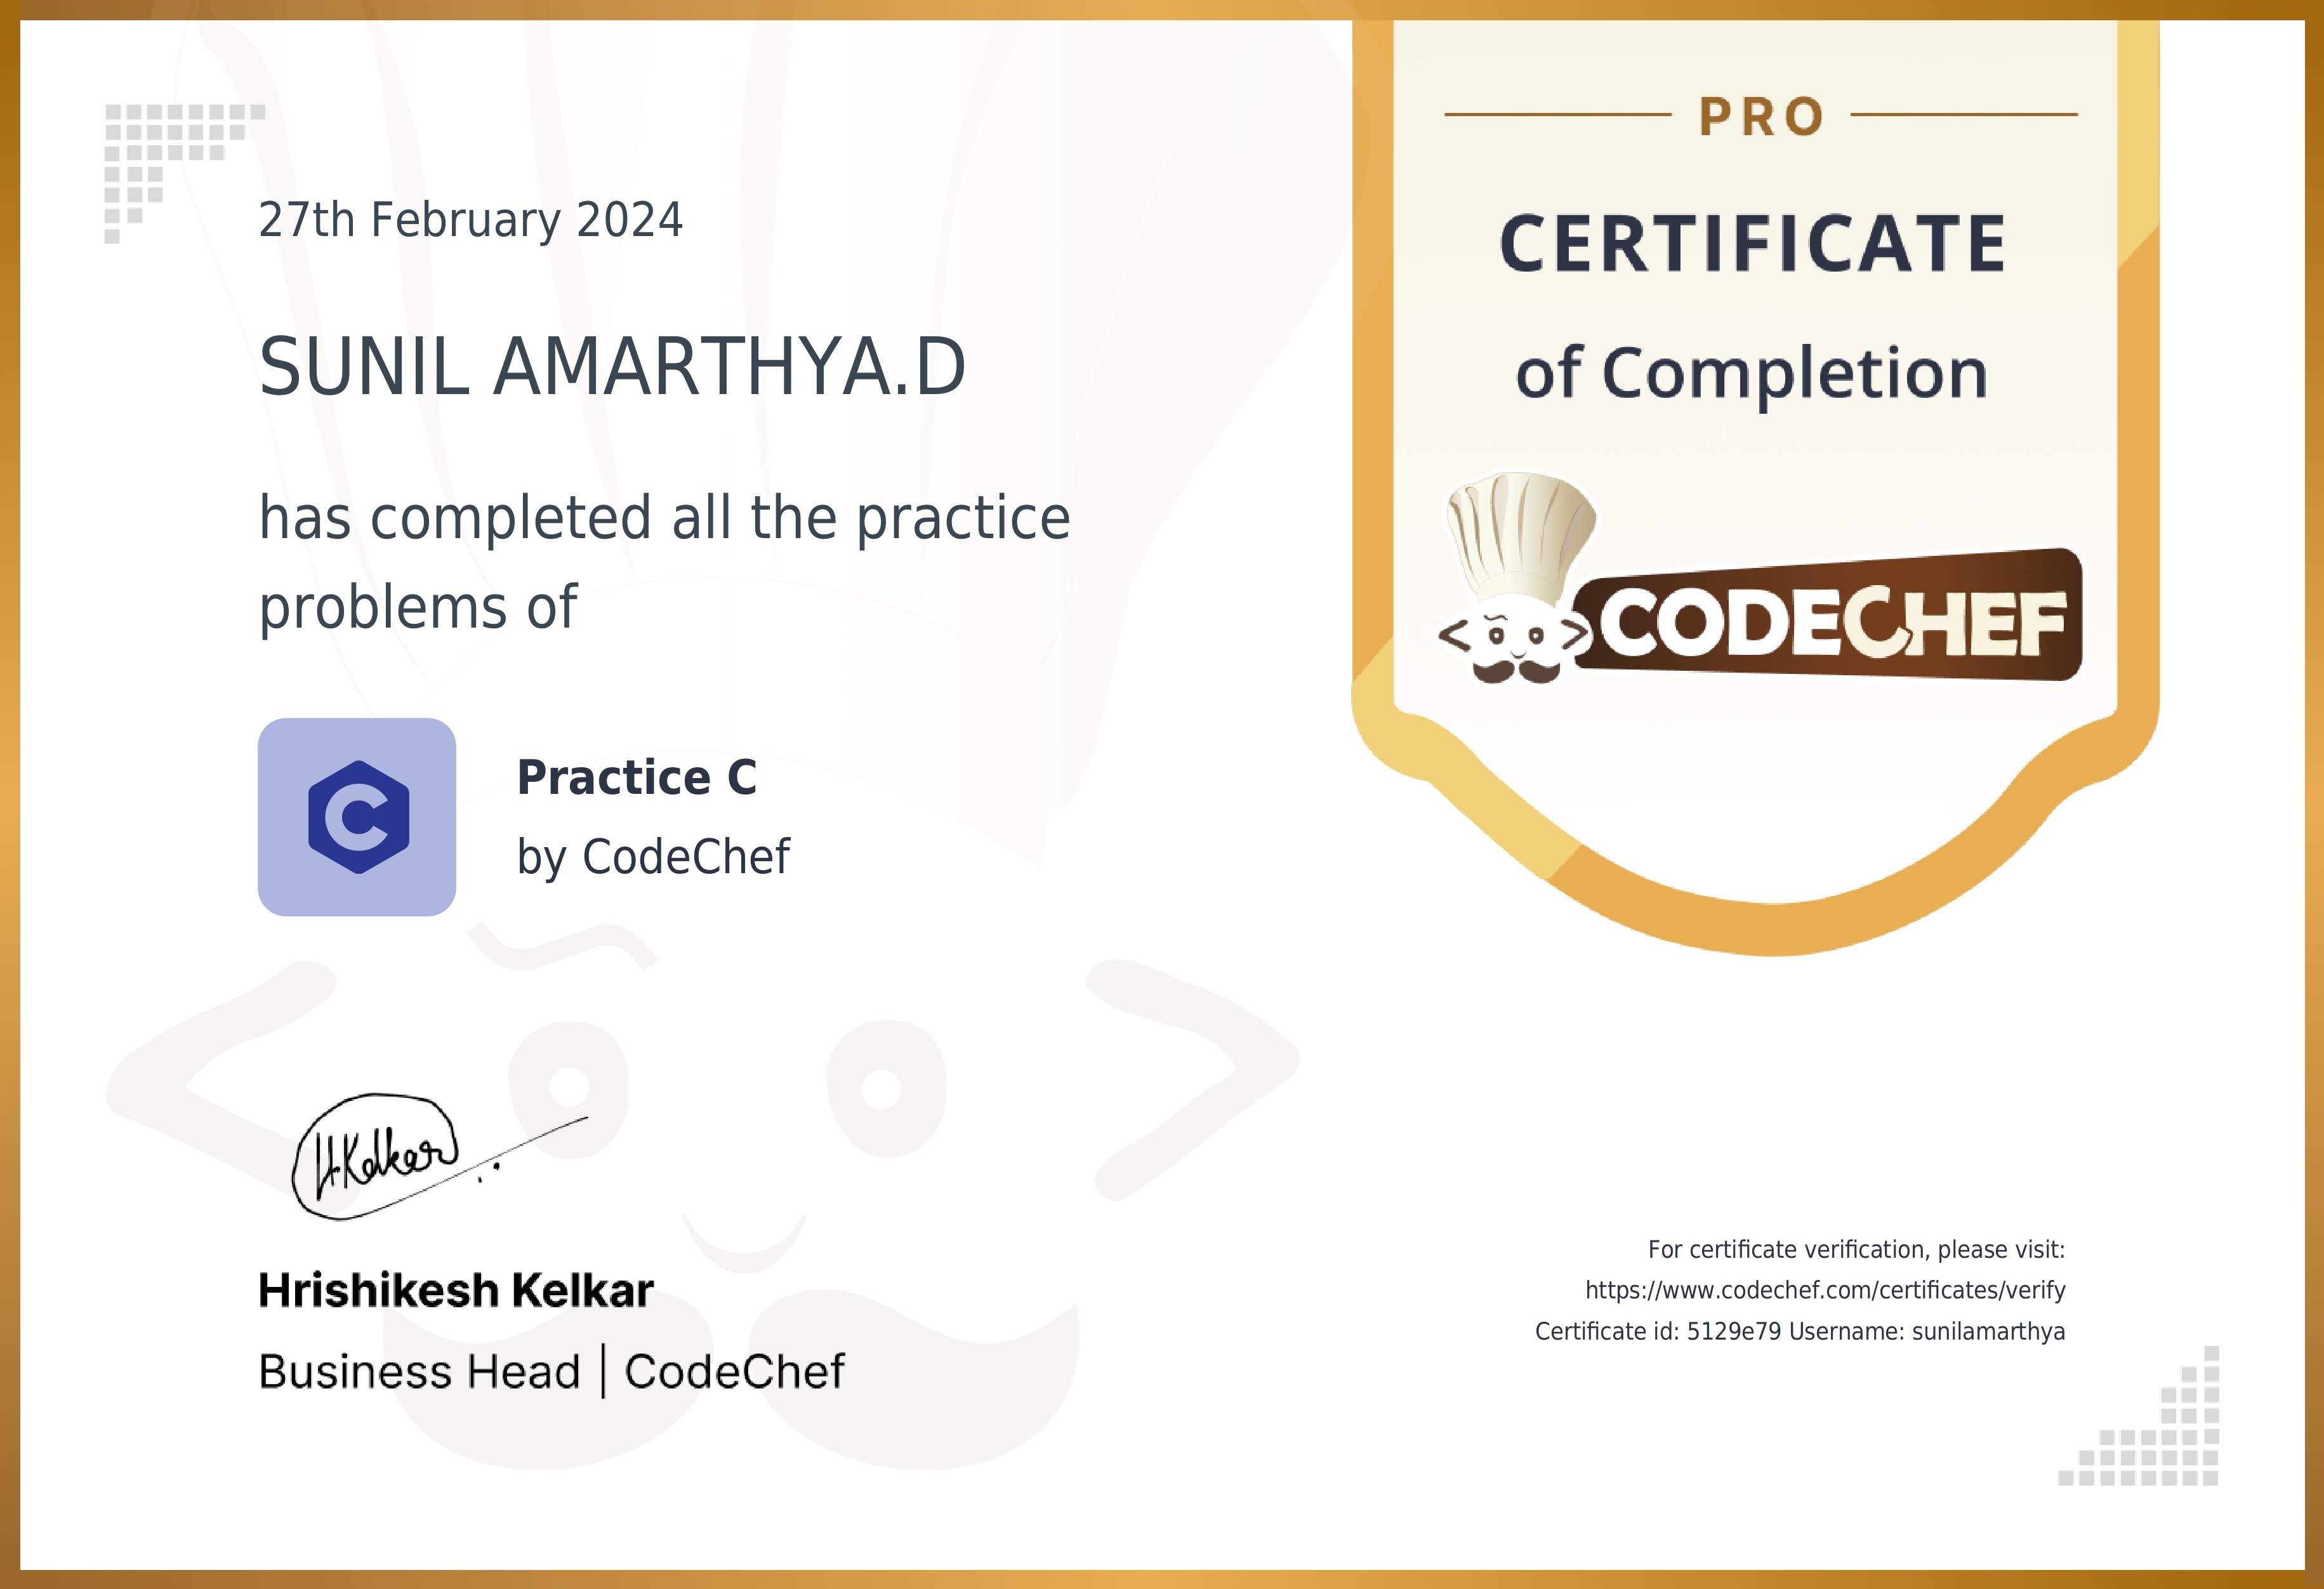 27th February 2024
SUNIL AMARTHYA.D
has completed all the practice
problems of
Practice C
by CodeChef
HKelkar
Hrishikesh Kelkar
Business Head | CodeChef
PRO
CERTIFICATE
of Completion
CODECHEF
For certificate verification, please visit:
https://www.codechef.com/certificates/verify
Certificate id: 5129e79 Username: sunilamarthya